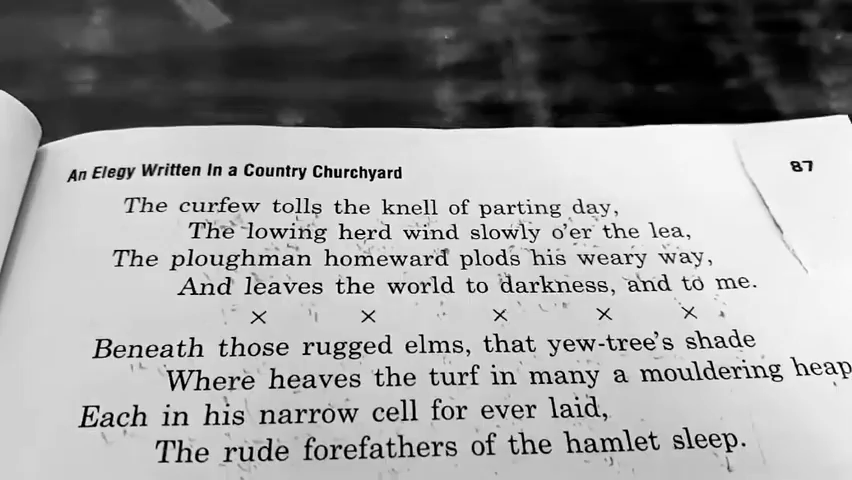 An Elegy Written In a Country Churchyard 87
The curfew tolls the knell of parting day,
The lowing herd wind slowly o'er the lea,
The ploughman homeward plods his weary way,
And leaves the world to darkness, and to me.
× × × × ×
Beneath those rugged elms, that yew-tree's shade
Where heaves the turf in many a mouldering heap
Each in his narrow cell for ever laid,
The rude forefathers of the hamlet sleep.